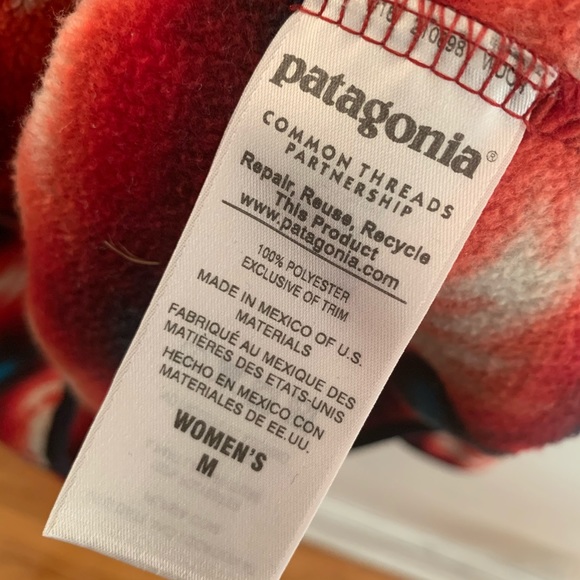 patagonia®
COMMON THREADS
PARTNERSHIP
Repair, Reuse, Recycle
This Product
www.patagonia.com
100% POLYESTER
EXCLUSIVE OF TRIM
MADE IN MEXICO OF U.S.
MATERIALS
FABRIQUÉ AU MEXIQUE DES
MATIÈRES DES ETATS-UNIS
HECHO EN MEXICO CON
MATERIALES DE EE.UU.
WOMEN'S
M